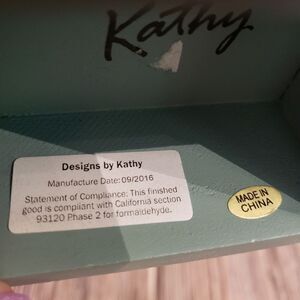 Kathy
Designs by Kathy
Manufacture Date: 09/2016
Statement of Compliance: This finished
good is compliant with California section
93120 Phase 2 for formaldehyde.
MADE IN
CHINA